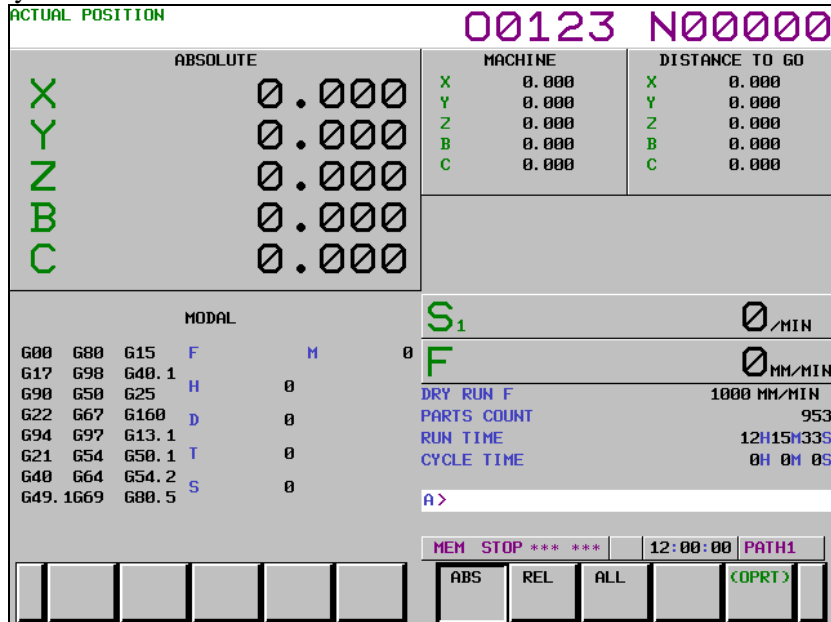 ACTUAL POSITION
O0123 N00000
ABSOLUTE
X 0.000
Y 0.000
Z 0.000
B 0.000
C 0.000
MACHINE
X 0.000
Y 0.000
Z 0.000
B 0.000
C 0.000
DISTANCE TO GO
X 0.000
Y 0.000
Z 0.000
B 0.000
C 0.000
MODAL
G00 G80 G15 F M 0
G17 G98 G40.1
G90 G50 G25 H 0
G22 G67 G160 D 0
G94 G97 G13.1
G21 G54 G50.1 T 0
G40 G64 G54.2 S 0
G49.1G69 G80.5
S1 0/MIN
F 0MM/MIN
DRY RUN F 1000 MM/MIN
PARTS COUNT 953
RUN TIME 12H15M33S
CYCLE TIME 0H 0M 0S
A>
MEM STOP *** *** 12:00:00 PATH1
ABS REL ALL (OPRT)